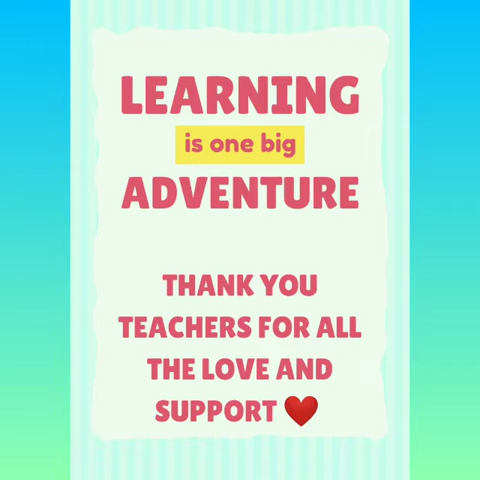 LEARNING
is one big
ADVENTURE
THANK YOU
TEACHERS FOR ALL
THE LOVE AND
SUPPORT ❤️